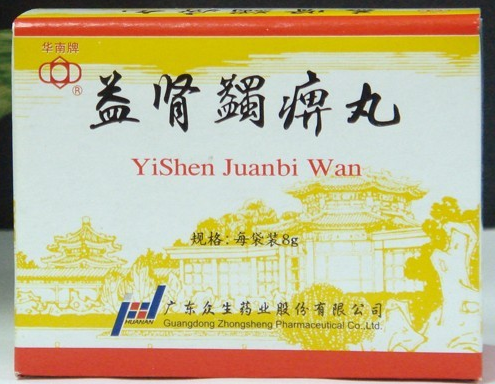 华南牌
®
益肾蠲痹丸
YiShen Juanbi Wan
规格:每袋装8g
HUANAN
广东众生药业股份有限公司
Guangdong Zhongsheng Pharmaceutical Co.,Ltd.